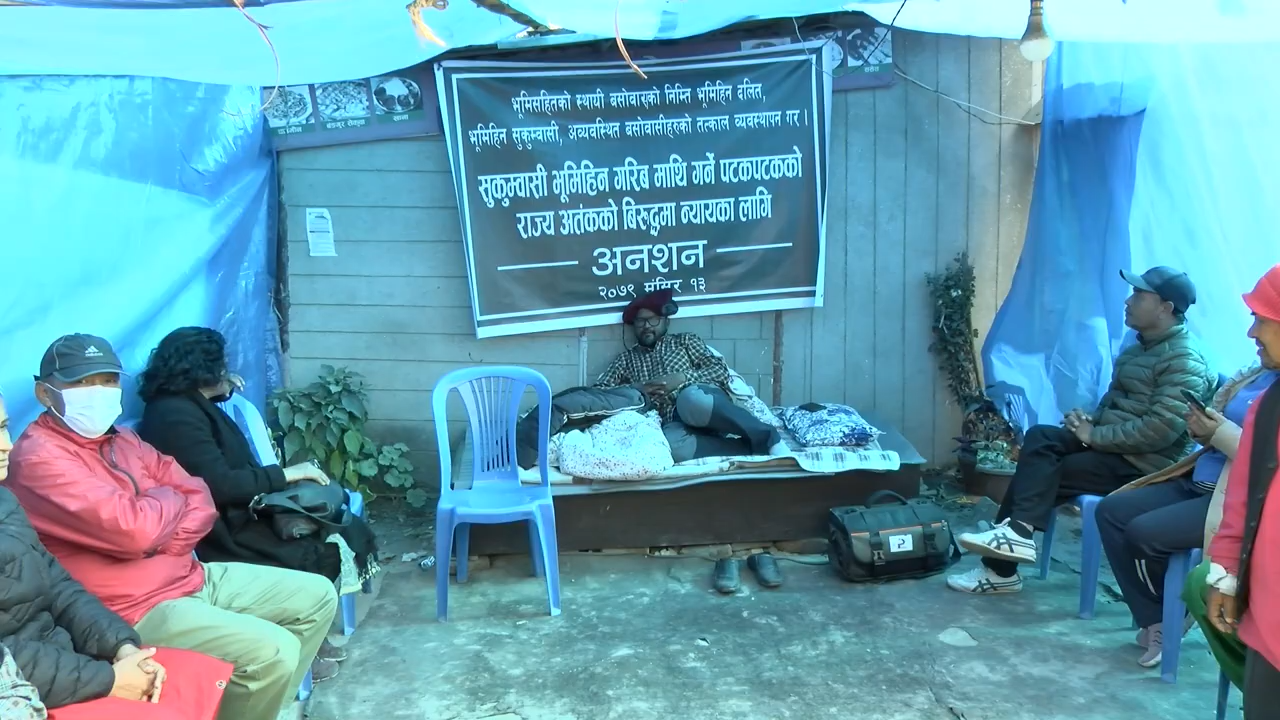 भूमिसहितको स्थायी बसोवासको निम्ति भूमिहिन दलित,
भूमिहिन सुकुम्वासी, अव्यवस्थित बसोवासीहरुको तत्काल व्यवस्थापन गर ।
सुकुम्वासी भूमिहिन गरिब माथि गर्ने पटकपटकको
राज्य अतंकको बिरुद्धमा न्यायका लागि
अनशन
२०७९ मंसिर १३